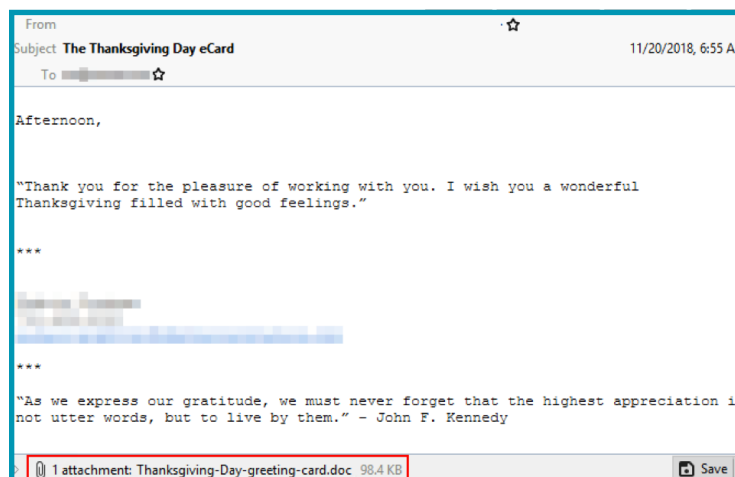 From
Subject The Thanksgiving Day eCard 11/20/2018, 6:55 A
To
Afternoon,
“Thank you for the pleasure of working with you. I wish you a wonderful
Thanksgiving filled with good feelings.”
***
***
“As we express our gratitude, we must never forget that the highest appreciation i
not utter words, but to live by them.” – John F. Kennedy
1 attachment: Thanksgiving-Day-greeting-card.doc 98.4 KB Save